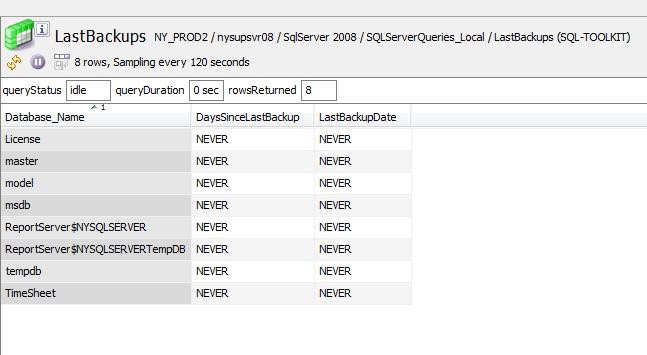 LastBackups NY_PROD2 / nysupsvr08 / SqlServer 2008 / SQLServerQueries_Local / LastBackups (SQL-TOOLKIT)
8 rows, Sampling every 120 seconds
queryStatus idle queryDuration 0 sec rowsReturned 8
Database_Name 1 DaysSinceLastBackup LastBackupDate
License NEVER NEVER
master NEVER NEVER
model NEVER NEVER
msdb NEVER NEVER
ReportServer$NYSQLSERVER NEVER NEVER
ReportServer$NYSQLSERVERTempDB NEVER NEVER
tempdb NEVER NEVER
TimeSheet NEVER NEVER